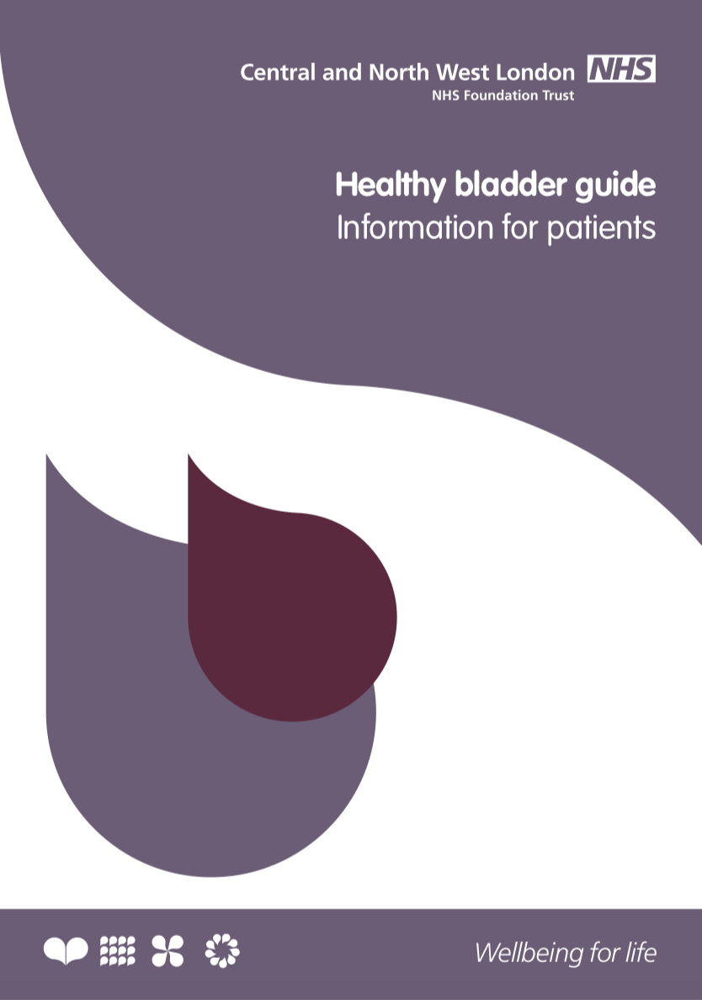 Central and North West London NHS
NHS Foundation Trust
Healthy bladder guide
Information for patients
Wellbeing for life